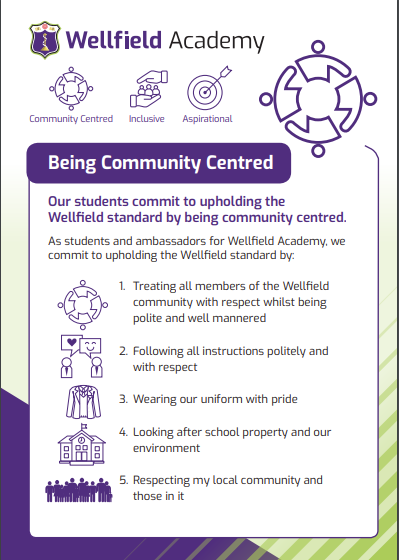 Wellfield Academy
Community Centred Inclusive Aspirational
Being Community Centred
Our students commit to upholding the
Wellfield standard by being community centred.
As students and ambassadors for Wellfield Academy, we
commit to upholding the Wellfield standard by:
1. Treating all members of the Wellfield
community with respect whilst being
polite and well mannered
2. Following all instructions politely and
with respect
3. Wearing our uniform with pride
4. Looking after school property and our
environment
5. Respecting my local community and
those in it